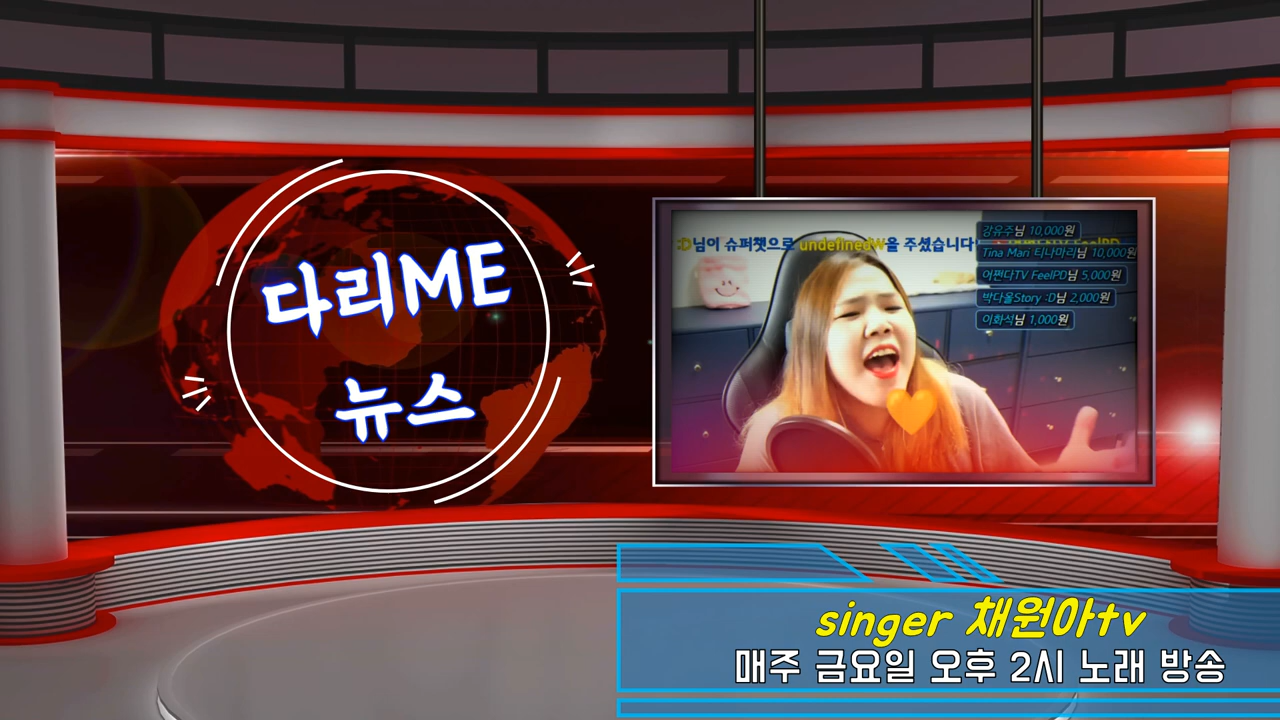 다리ME
뉴스
:D님이 슈퍼챗으로 undefined₩을 주셨습니다
강유주님 10,000원
Tina Mari 티나마리님 10,000원
어쩐다TV FeelPD님 5,000원
박다올Story :D님 2,000원
이화석님 1,000원
singer 채원아tv
매주 금요일 오후 2시 노래 방송